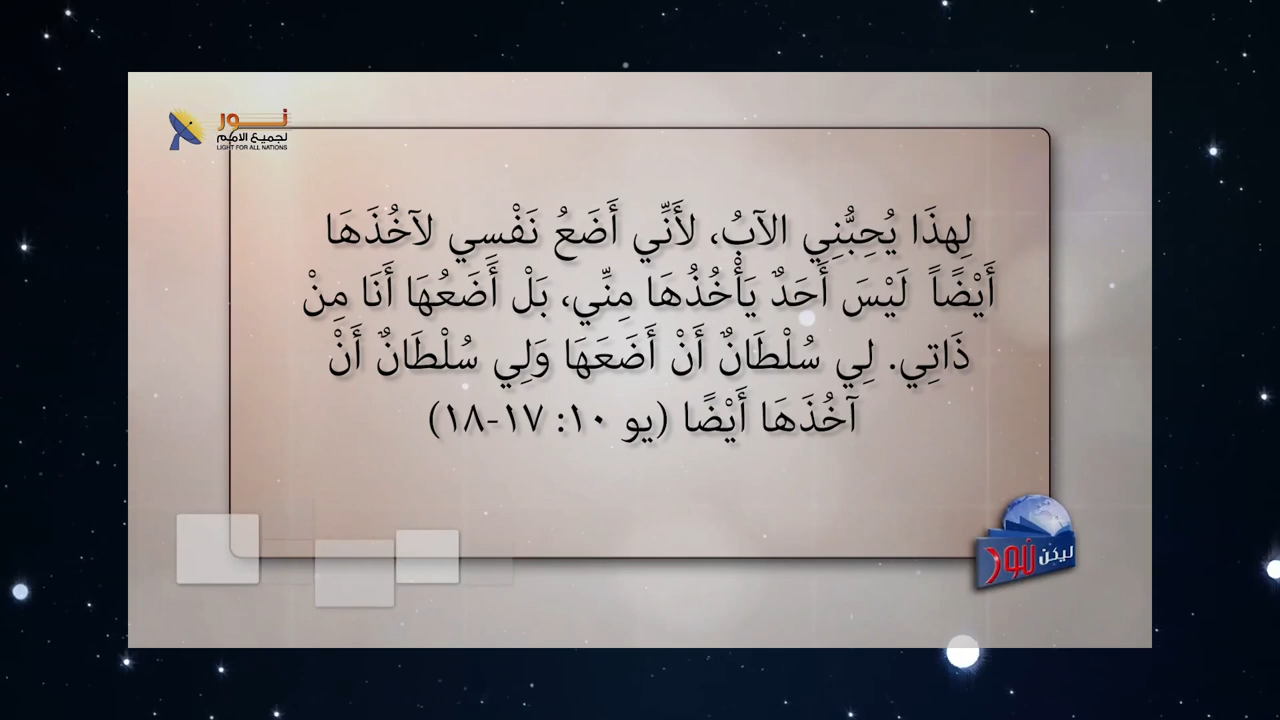 نور
لجميع الامم
LIGHT FOR ALL NATIONS
لِهذَا يُحِبُّنِي الآبُ، لأَنِّي أَضَعُ نَفْسِي لآخُذَهَا
أَيْضًاً لَيْسَ أَحَدٌ يَأْخُذُهَا مِنِّي، بَلْ أَضَعُهَا أَنَا مِنْ
ذَاتِي. لِي سُلْطَانٌ أَنْ أَضَعَهَا وَلِي سُلْطَانٌ أَنْ
آخُذَهَا أَيْضًا (يو ١٠: ١٧-١٨)
ليكن نور